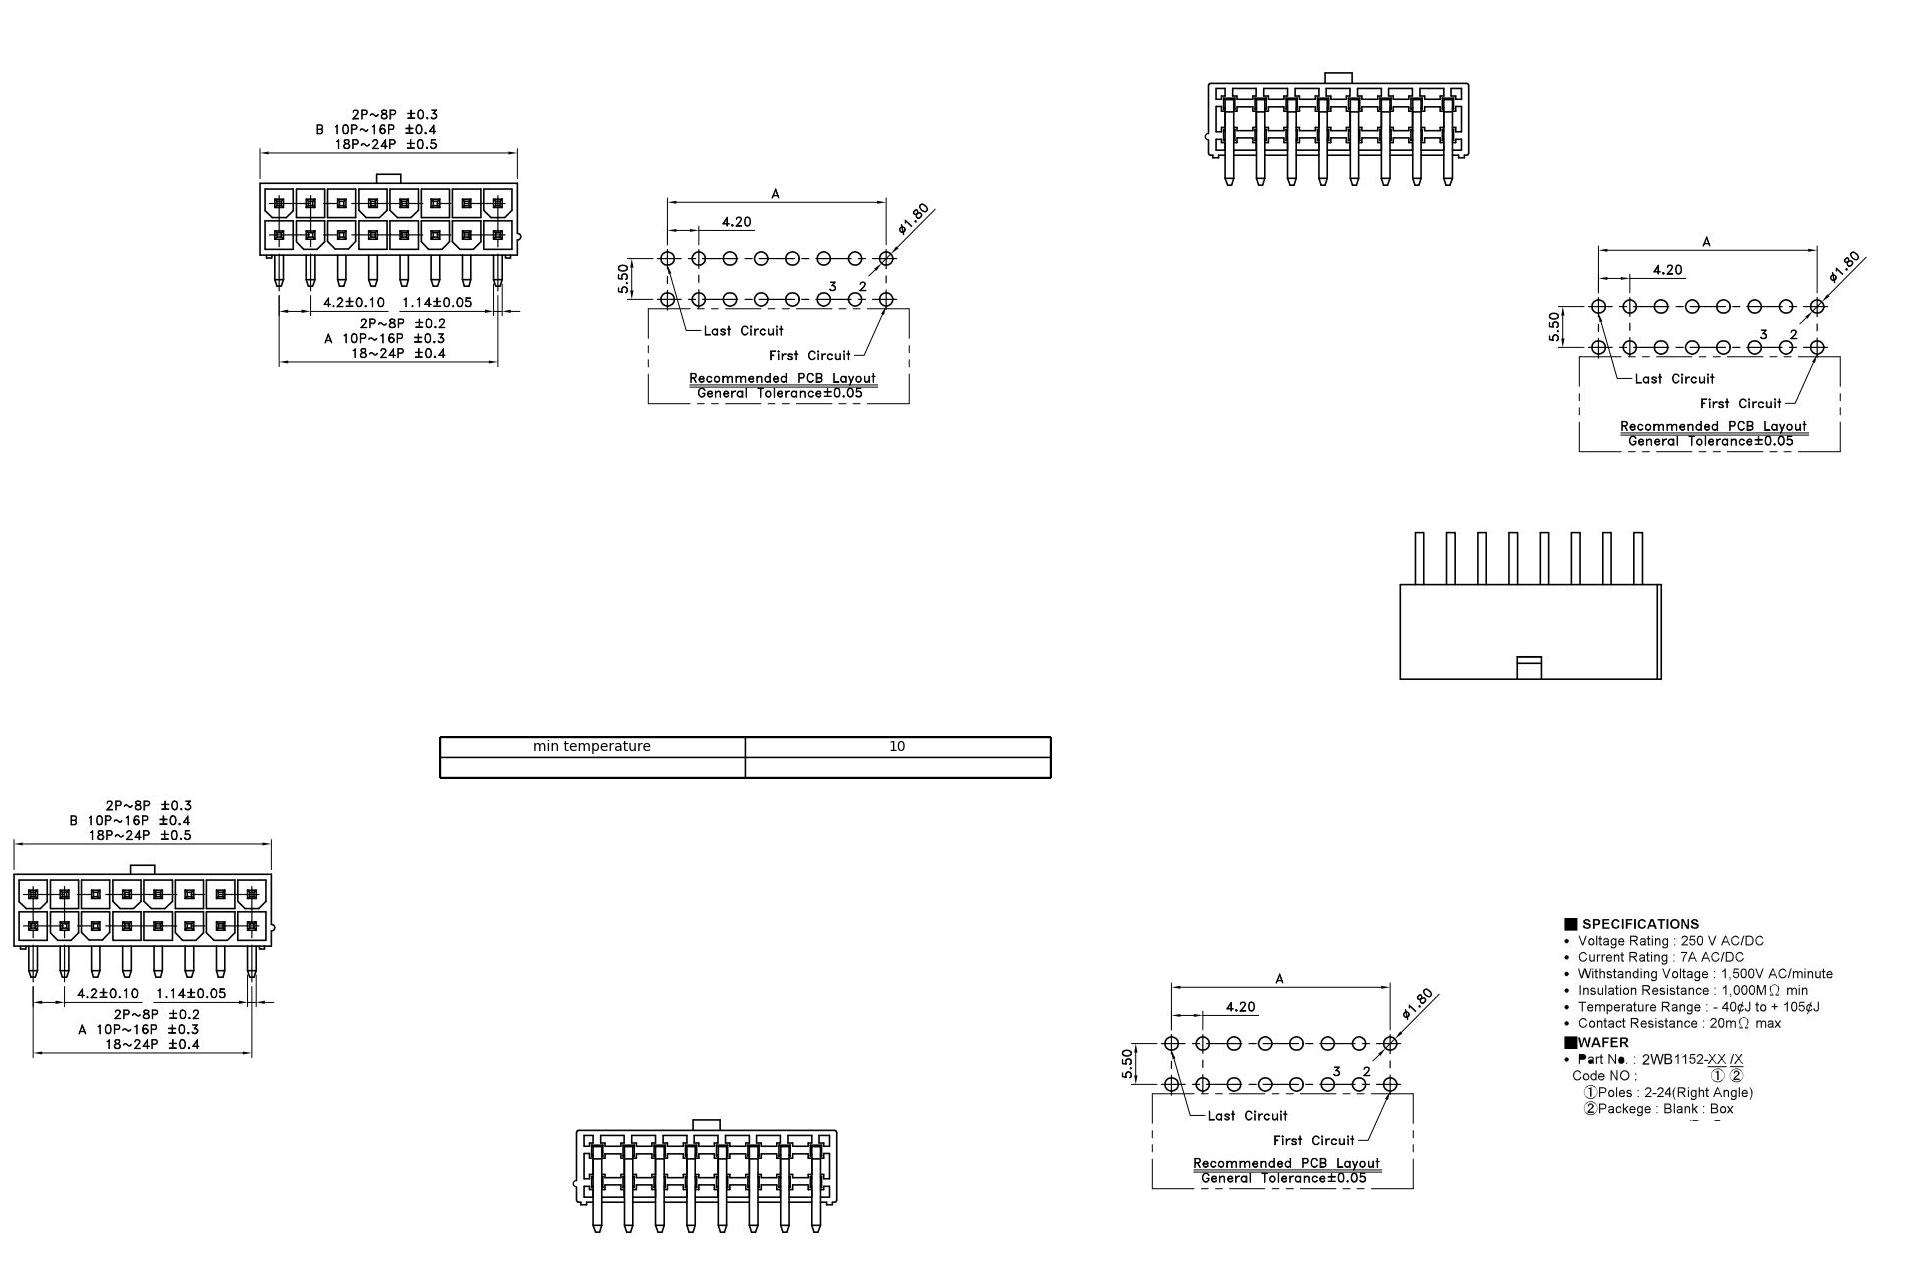 2P~8P ±0.3
B 10P~16P ±0.4
18P~24P ±0.5
4.2±0.10 1.14±0.05
2P~8P ±0.2
A 10P~16P ±0.3
18~24P ±0.4
A
4.20
ø1.80
5.50
3 2
Last Circuit
First Circuit
Recommended PCB Layout
General Tolerance±0.05
A
4.20
ø1.80
5.50
3 2
Last Circuit
First Circuit
Recommended PCB Layout
General Tolerance±0.05
min temperature 10
2P~8P ±0.3
B 10P~16P ±0.4
18P~24P ±0.5
4.2±0.10 1.14±0.05
2P~8P ±0.2
A 10P~16P ±0.3
18~24P ±0.4
A
4.20
ø1.80
5.50
3 2
Last Circuit
First Circuit
Recommended PCB Layout
General Tolerance±0.05
■ SPECIFICATIONS
• Voltage Rating : 250 V AC/DC
• Current Rating : 7A AC/DC
• Withstanding Voltage : 1,500V AC/minute
• Insulation Resistance : 1,000MΩ min
• Temperature Range : - 40¢J to + 105¢J
• Contact Resistance : 20mΩ max
■WAFER
• Part No. : 2WB1152-XX /X
Code NO : ① ②
①Poles : 2-24(Right Angle)
②Packege : Blank : Box